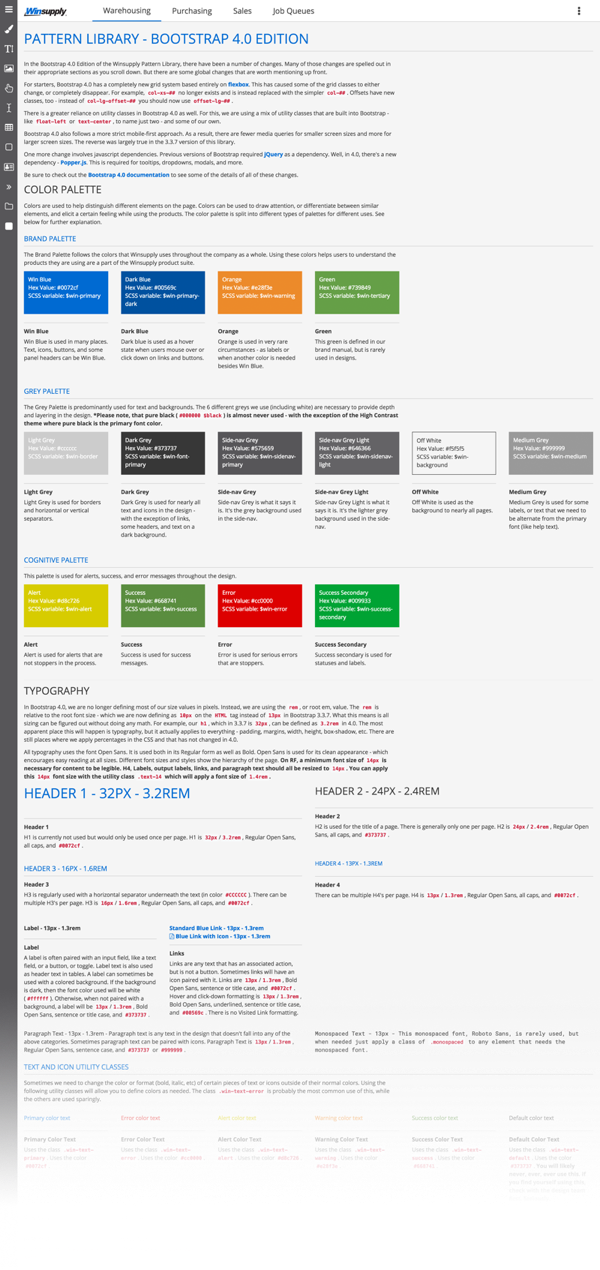 Winsupply
Warehousing
Purchasing
Sales
Job Queues
PATTERN LIBRARY - BOOTSTRAP 4.0 EDITION
In the Bootstrap 4.0 Edition of the Winsupply Pattern Library, there have been a number of changes. Many of those changes are spelled out in
their appropriate sections as you scroll down. But there are some global changes that are worth mentioning up front.
For starters, Bootstrap 4.0 has a completely new grid system based entirely on flexbox. This has caused some of the grid classes to either
change, or completely disappear. For example, col-xs-## no longer exists and is instead replaced with the simpler col-##. Offsets have new
classes, too - instead of col-lg-offset-## you should now use offset-lg-##.
There is a greater reliance on utility classes in Bootstrap 4.0 as well. For this, we are using a mix of utility classes that are built into Bootstrap -
like float-left or text-center, to name just two - and some of our own.
Bootstrap 4.0 also follows a more strict mobile-first approach. As a result, there are fewer media queries for smaller screen sizes and more for
larger screen sizes. The reverse was largely true in the 3.3.7 version of this library.
One more change involves javascript dependencies. Previous versions of Bootstrap required jQuery as a dependency. Well, in 4.0, there's a new
dependency - Popper.js. This is required for tooltips, dropdowns, modals, and more.
Be sure to check out the Bootstrap 4.0 documentation to see some of the details of all of these changes.
COLOR PALETTE
Colors are used to help distinguish different elements on the page. Colors can be used to draw attention, or differentiate between similar
elements, and elicit a certain feeling while using the products. The color palette is split into different types of palettes for different uses. See
below for further explanation.
BRAND PALETTE
The Brand Palette follows the colors that Winsupply uses throughout the company as a whole. Using these colors helps users to understand the
products they are using are a part of the Winsupply product suite.
Win Blue
Hex Value: #0072cf
SCSS variable: $win-primary
Dark Blue
Hex Value: #00569c
SCSS variable: $win-primary-
dark
Orange
Hex Value: #e28f3e
SCSS variable: $win-warning
Green
Hex Value: #739849
SCSS variable: $win-tertiary
Win Blue
Win Blue is used in many places.
Text, icons, buttons, and some
panel headers can be Win Blue.
Dark Blue
Dark blue is used as a hover
state when users mouse over or
click down on links and buttons.
Orange
Orange is used in very rare
circumstances - as labels or
when another color is needed
besides Win Blue.
Green
This green is defined in our
brand manual, but is rarely
used in designs.
GREY PALETTE
The Grey Palette is predominantly used for text and backgrounds. The 6 different greys we use (including white) are necessary to provide depth
and layering in the design. *Please note, that pure black (#000000 $black) is almost never used - with the exception of the High Contrast
theme where pure black is the primary font color.
Light Grey
Hex Value: #cccccc
SCSS variable: $win-border
Dark Grey
Hex Value: #373737
SCSS variable: $win-font-
primary
Side-nav Grey
Hex Value: #575659
SCSS variable: $win-sidenav-
primary
Side-nav Grey Light
Hex Value: #646366
SCSS variable: $win-sidenav-
light
Off White
Hex Value: #f5f5f5
SCSS variable: $win-
background
Medium Grey
Hex Value: #999999
SCSS variable: $win-medium
Light Grey
Light Grey is used for borders
and horizontal or vertical
separators.
Dark Grey
Dark Grey is used for nearly all
text and icons in the design -
with the exception of links,
some headers, and text on a
dark background.
Side-nav Grey
Side-nav Grey is what it says it
is. It's the grey background used
in the side-nav.
Side-nav Grey Light
Side-nav Grey Light is what it
says it is. It's the lighter grey
background used in the side-
nav.
Off White
Off White is used as the
background to nearly all pages.
Medium Grey
Medium Grey is used for some
labels, or text that we need to
be alternate from the primary
font (like help text).
COGNITIVE PALETTE
This palette is used for alerts, success, and error messages throughout the design.
Alert
Hex Value: #d8c726
SCSS variable: $win-alert
Success
Hex Value: #668741
SCSS variable: $win-success
Error
Hex Value: #cc0000
SCSS variable: $win-error
Success Secondary
Hex Value: #009933
SCSS variable: $win-success-
secondary
Alert
Alert is used for alerts that are
not stoppers in the process.
Success
Success is used for success
messages.
Error
Error is used for serious errors
that are stoppers.
Success Secondary
Success secondary is used for
statuses and labels.
TYPOGRAPHY
In Bootstrap 4.0, we are no longer defining most of our size values in pixels. Instead, we are using the rem, or root em, value. The rem is
relative to the root font size - which we are now defining as 10px on the HTML tag instead of 13px in Bootstrap 3.3.7. What this means is all
sizing can be figured out without doing any math. For example, our h1, which in 3.3.7 is 32px, can be defined as 3.2rem in 4.0. The most
apparent place this will happen is typography, but it actually applies to everything - padding, margins, width, height, box-shadow, etc. There are
still places where we apply percentages in the CSS and that has not changed in 4.0.
All typography uses the font Open Sans. It is used both in its Regular form as well as Bold. Open Sans is used for its clean appearance - which
encourages easy reading at all sizes. Different font sizes and styles show the hierarchy of the page. On RF, a minimum font size of 14px is
necessary for content to be legible. H4, Labels, output labels, links, and paragraph text should all be resized to 14px. You can apply
this 14px font size with the utility class .text-14 which will apply a font size of 1.4rem.
HEADER 1 - 32PX - 3.2REM
Header 1
H1 is currently not used but would only be used once per page. H1 is 32px / 3.2rem, Regular Open Sans,
all caps, and #0072cf.
HEADER 2 - 24PX - 2.4REM
Header 2
H2 is used for the title of a page. There is generally only one per page. H2 is 24px / 2.4rem, Regular Open
Sans, all caps, and #373737.
HEADER 3 - 16PX - 1.6REM
Header 3
H3 is regularly used with a horizontal separator underneath the text (in color #CCCCCC). There can be
multiple H3's per page. H3 is 16px / 1.6rem, Regular Open Sans, all caps, and #0072cf.
HEADER 4 - 13PX - 1.3REM
Header 4
There can be multiple H4's per page. H4 is 13px / 1.3rem, Regular Open Sans, all caps, and #0072cf.
Label - 13px - 1.3rem
Label
A label is often paired with an input field, like a text
field, or a button, or toggle. Label text is also used
as header text in tables. A label can sometimes be
used with a colored background. If the background
is dark, then the font color used will be white
(#ffffff). Otherwise, when not paired with a
background, a label will be 13px / 1.3rem, Bold
Open Sans, sentence or title case, and #373737.
Standard Blue Link - 13px - 1.3rem
Blue Link with Icon - 13px - 1.3rem
Links
Links are any text that has an associated action,
but is not a button. Sometimes links will have an
icon paired with it. Links are 13px / 1.3rem, Bold
Open Sans, sentence or title case, and #0072cf.
Hover and click-down formatting is 13px / 1.3rem,
Bold Open Sans, underlined, sentence or title case,
and #00569c. There is no Visited Link formatting.
Paragraph Text - 13px - 1.3rem - Paragraph text is any text in the design that doesn't fall into any of the
above categories. Sometimes paragraph text can be paired with icons. Paragraph Text is 13px / 1.3rem,
Regular Open Sans, sentence case, and #373737 or #999999.
Monospaced Text - 13px - This monospaced font, Roboto Sans, is rarely used, but
when needed just apply a class of .monospaced to any element that needs the
monospaced font.
TEXT AND ICON UTILITY CLASSES
Sometimes we need to change the color or format (bold, italic, etc) of certain pieces of text or icons outside of their normal colors. Using the
following utility classes will allow you to define colors as needed. The class .win-text-error is probably the most common use of this, while
the others are used sparingly.
Primary color text
Error color text
Alert color text
Warning color text
Success color text
Default color text
Primary Color Text
Uses the class .win-text-
primary. Uses the color
#0072cf
Error Color Text
Uses the class .win-text-
error. Uses the color #cc0000
Alert Color Text
Uses the class .win-text-
alert. Uses the color
Warning Color Text
Uses the class .win-text-
warning. Uses the color
Success Color Text
Uses the class .win-text-
success. Uses the color
Default Color Text
Uses the class .win-text-
default. Uses the color
#373737. You will likely